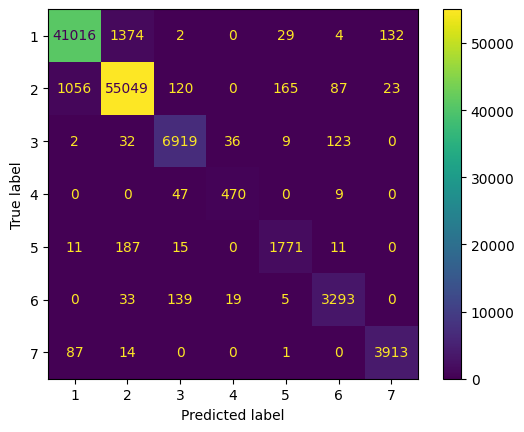 1 41016 1374 2 0 29 4 132
2 1056 55049 120 0 165 87 23
3 2 32 6919 36 9 123 0
4 0 0 47 470 0 9 0
5 11 187 15 0 1771 11 0
6 0 33 139 19 5 3293 0
7 87 14 0 0 1 0 3913
1 2 3 4 5 6 7
Predicted label
True label
50000
40000
30000
20000
10000
0